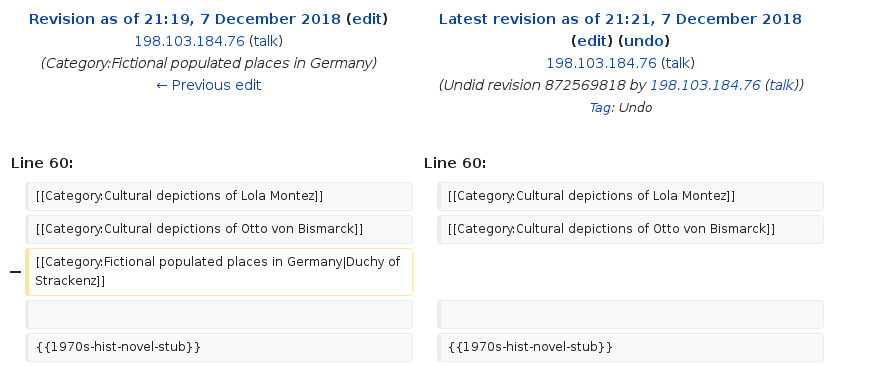 Revision as of 21:19, 7 December 2018 (edit)
198.103.184.76 (talk)
(Category:Fictional populated places in Germany)
← Previous edit
Latest revision as of 21:21, 7 December 2018
(edit) (undo)
198.103.184.76 (talk)
(Undid revision 872569818 by 198.103.184.76 (talk))
Tag: Undo
Line 60:
Line 60:
[[Category:Cultural depictions of Lola Montez]]
[[Category:Cultural depictions of Lola Montez]]
[[Category:Cultural depictions of Otto von Bismarck]]
[[Category:Cultural depictions of Otto von Bismarck]]
− [[Category:Fictional populated places in Germany|Duchy of
Strackenz]]
{{1970s-hist-novel-stub}}
{{1970s-hist-novel-stub}}